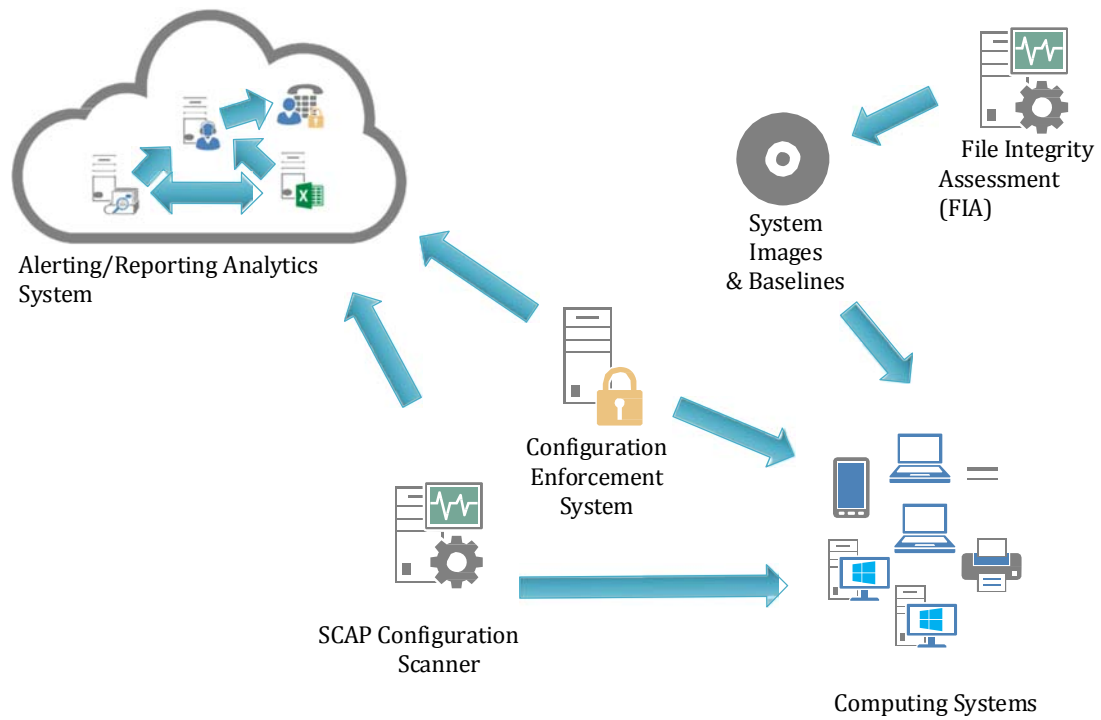 File Integrity
Assessment
(FIA)
System
Images
& Baselines
Alerting/Reporting Analytics
System
Configuration
Enforcement
System
SCAP Configuration
Scanner
Computing Systems